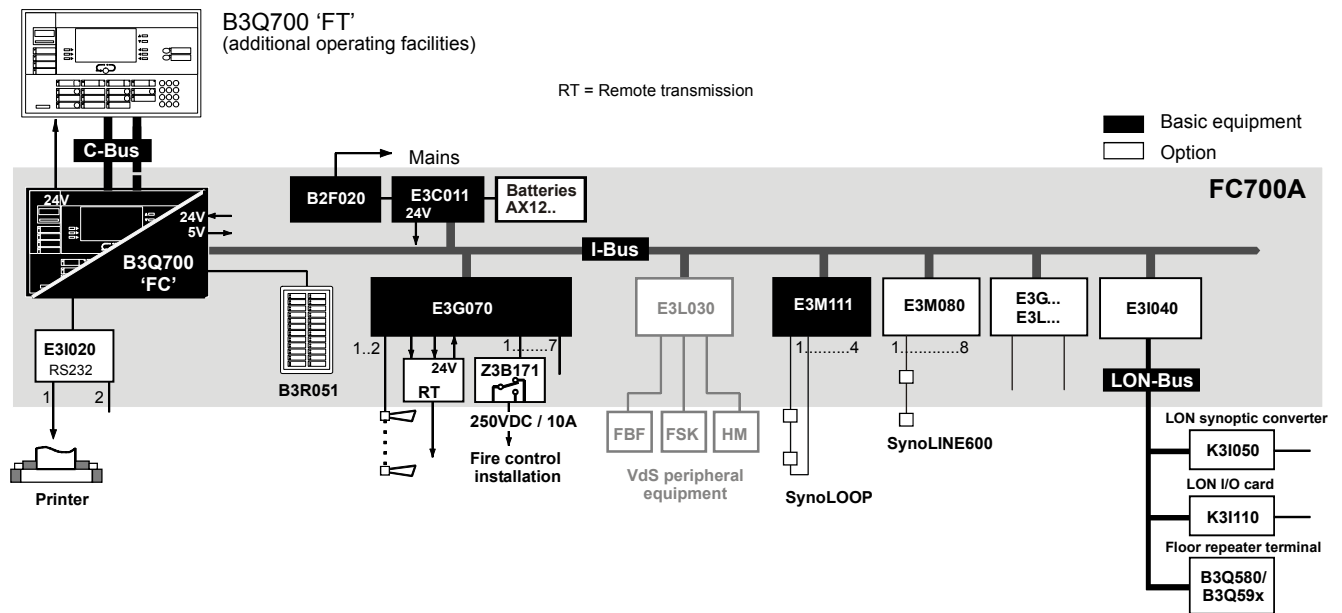 B3Q700 'FT'
(additional operating facilities)
RT = Remote transmission
Basic equipment
Option
C-Bus
Mains
FC700A
24V
24V
5V
B3Q700
'FC'
B2F020
E3C011
24V
Batteries
AX12..
I-Bus
E3G070
E3L030
E3M111
E3M080
E3G...
E3L...
E3I040
E3I020
RS232
1
2
B3R051
1..2
24V
RT
1........7
Z3B171
250VDC / 10A
Fire control
installation
FBF
FSK
HM
VdS peripheral
equipment
1...........4
SynoLOOP
1.............8
SynoLINE600
LON-Bus
LON synoptic converter
K3I050
LON I/O card
K3I110
Floor repeater terminal
B3Q580/
B3Q59x
Printer